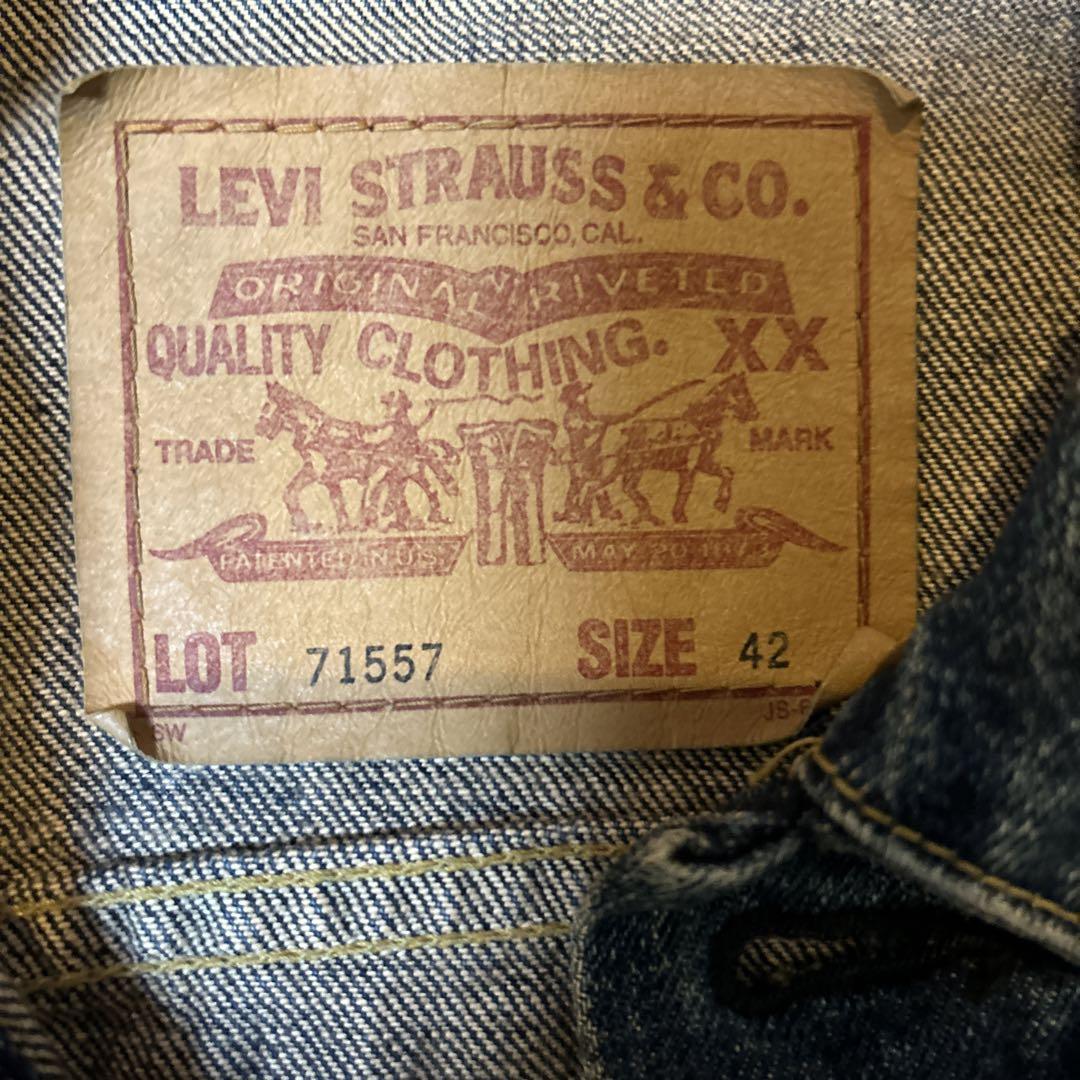 LEVI STRAUSS & CO.
SAN FRANCISCO, CAL.
ORIGINAL RIVETED
QUALITY CLOTHING. XX
TRADE MARK
PATENTED IN U.S. MAY 20 1873
LOT 71557 SIZE 42